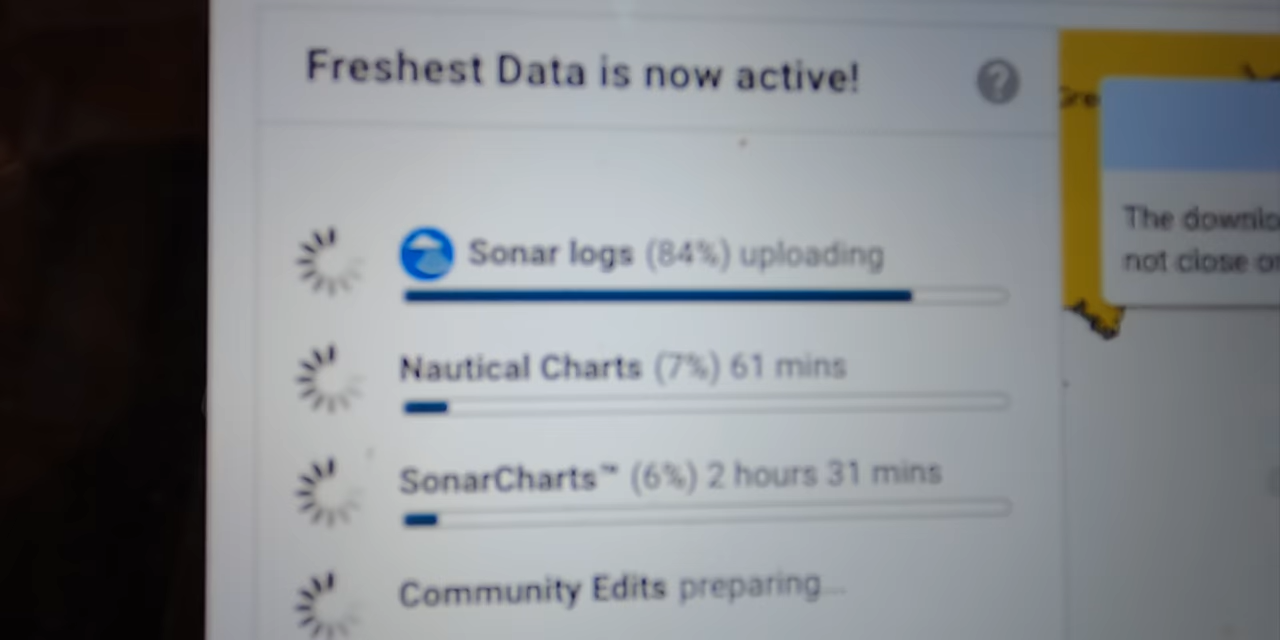 Freshest Data is now active!
?
Sonar logs (84%) uploading
Nautical Charts (7%) 61 mins
SonarCharts™ (6%) 2 hours 31 mins
Community Edits preparing...
The downlo
not close